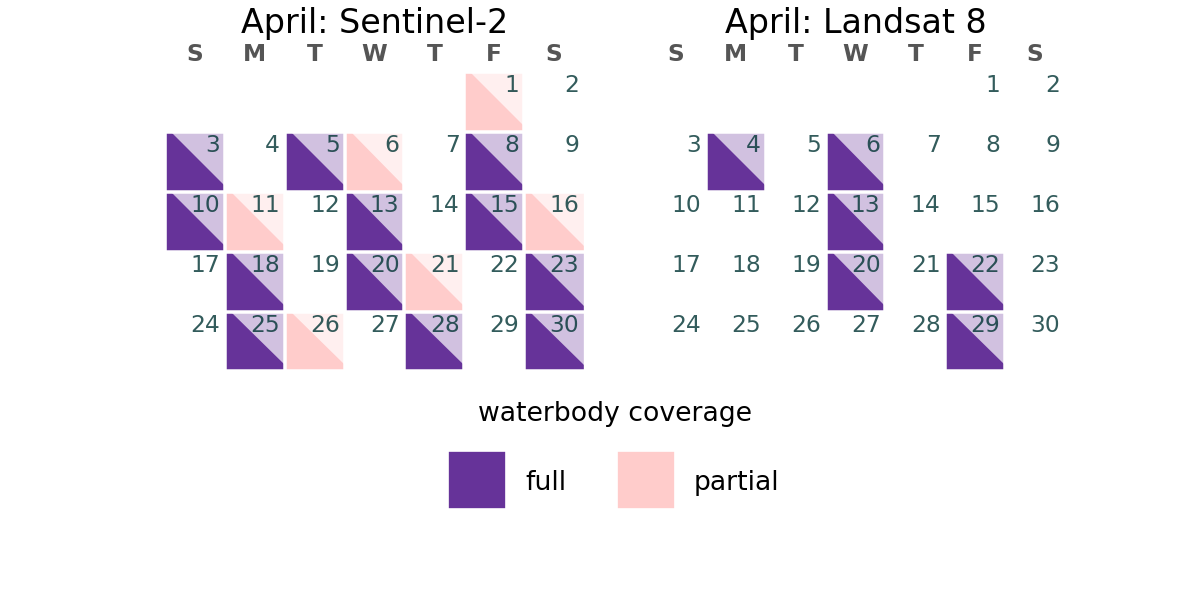 April: Sentinel-2
S M T W T F S
1 2
3 4 5 6 7 8 9
10 11 12 13 14 15 16
17 18 19 20 21 22 23
24 25 26 27 28 29 30
April: Landsat 8
S M T W T F S
1 2
3 4 5 6 7 8 9
10 11 12 13 14 15 16
17 18 19 20 21 22 23
24 25 26 27 28 29 30
waterbody coverage
full partial